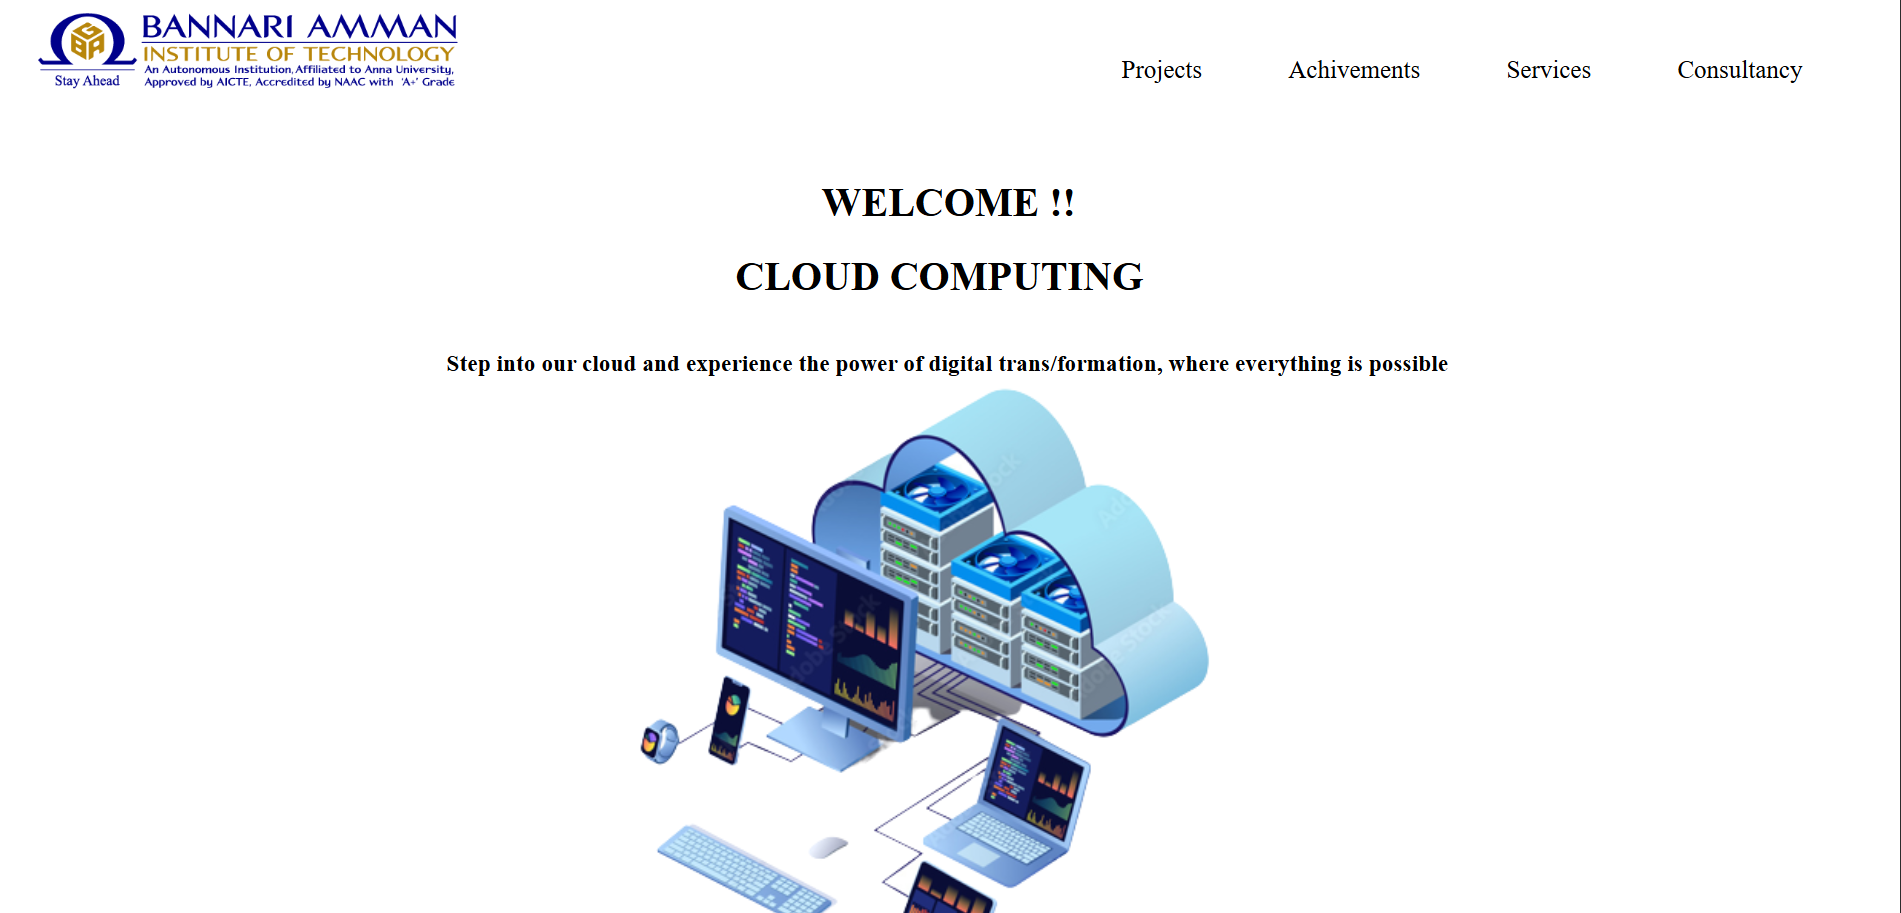 BANNARI AMMAN
INSTITUTE OF TECHNOLOGY
An Autonomous Institution, Affiliated to Anna University,
Approved by AICTE, Accredited by NAAC with 'A+' Grade
Stay Ahead
Projects
Achivements
Services
Consultancy
WELCOME !!
CLOUD COMPUTING
Step into our cloud and experience the power of digital trans/formation, where everything is possible
Adobe Stock